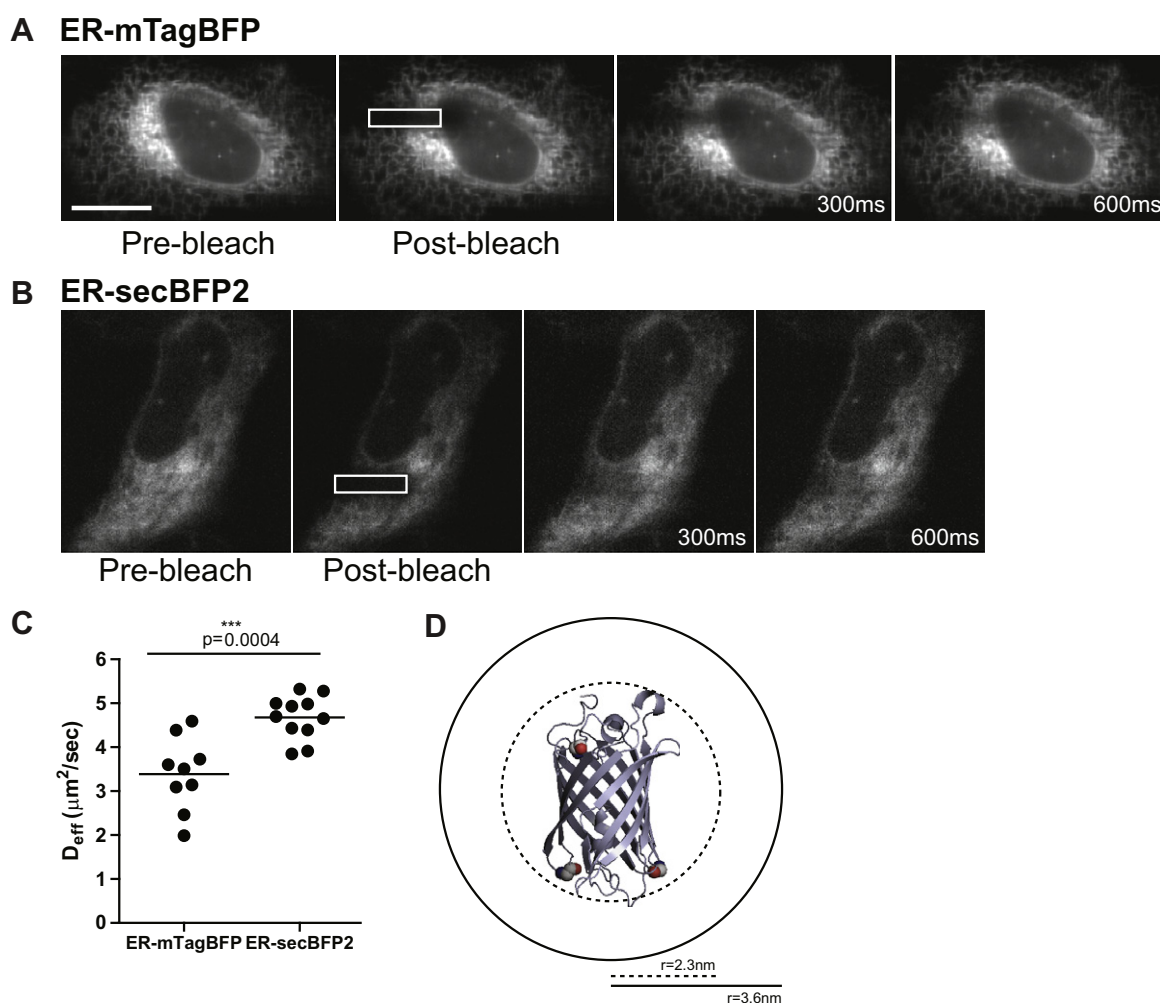 A ER-mTagBFP
300ms 600ms
Pre-bleach Post-bleach
B ER-secBFP2
300ms 600ms
Pre-bleach Post-bleach
C
***
p=0.0004
6
5
4
3
2
1
0
D_eff (μm²/sec)
ER-mTagBFP ER-secBFP2
D
r=2.3nm
r=3.6nm